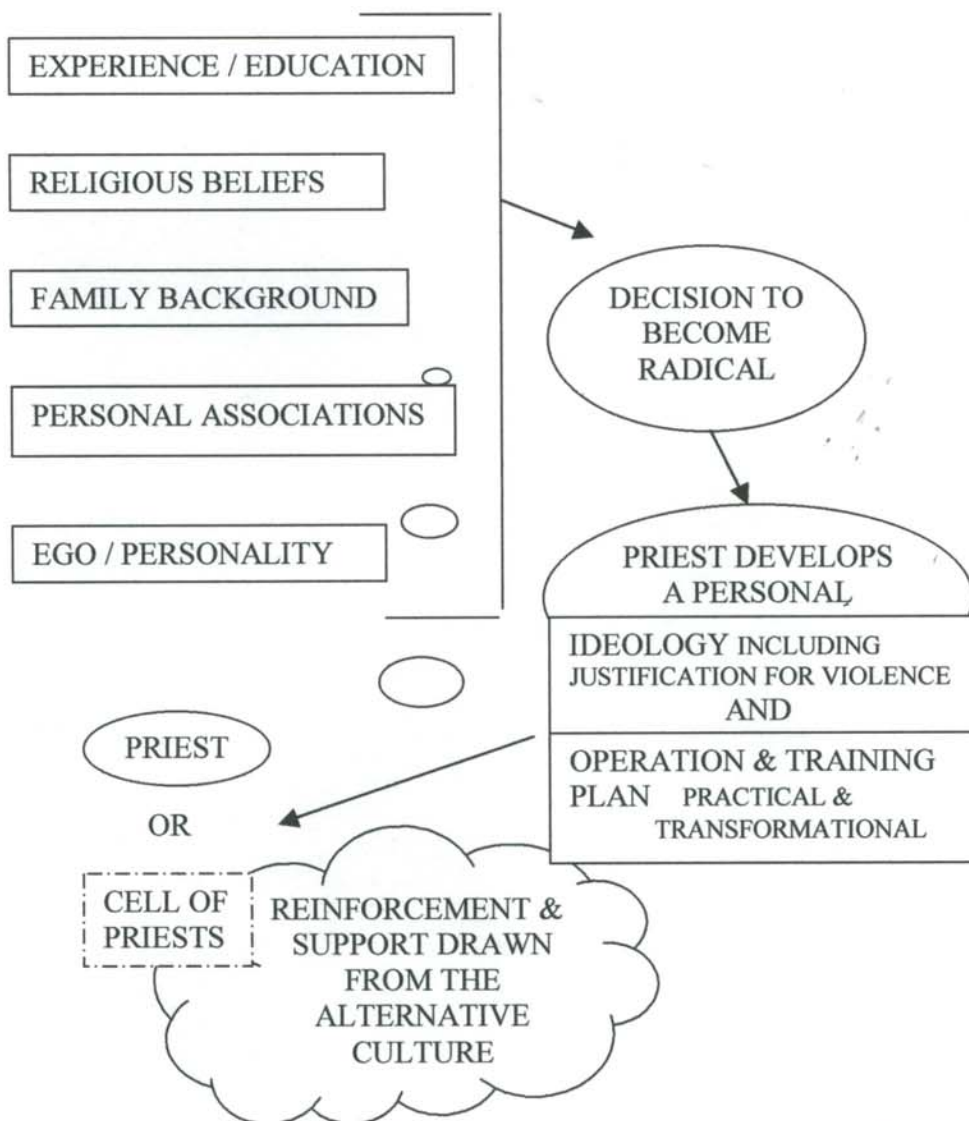 EXPERIENCE / EDUCATION
RELIGIOUS BELIEFS
FAMILY BACKGROUND
PERSONAL ASSOCIATIONS
EGO / PERSONALITY
DECISION TO
BECOME
RADICAL
PRIEST DEVELOPS
A PERSONAL
IDEOLOGY INCLUDING
JUSTIFICATION FOR VIOLENCE
AND
OPERATION & TRAINING
PLAN PRACTICAL &
TRANSFORMATIONAL
PRIEST
OR
CELL OF
PRIESTS
REINFORCEMENT &
SUPPORT DRAWN
FROM THE
ALTERNATIVE
CULTURE